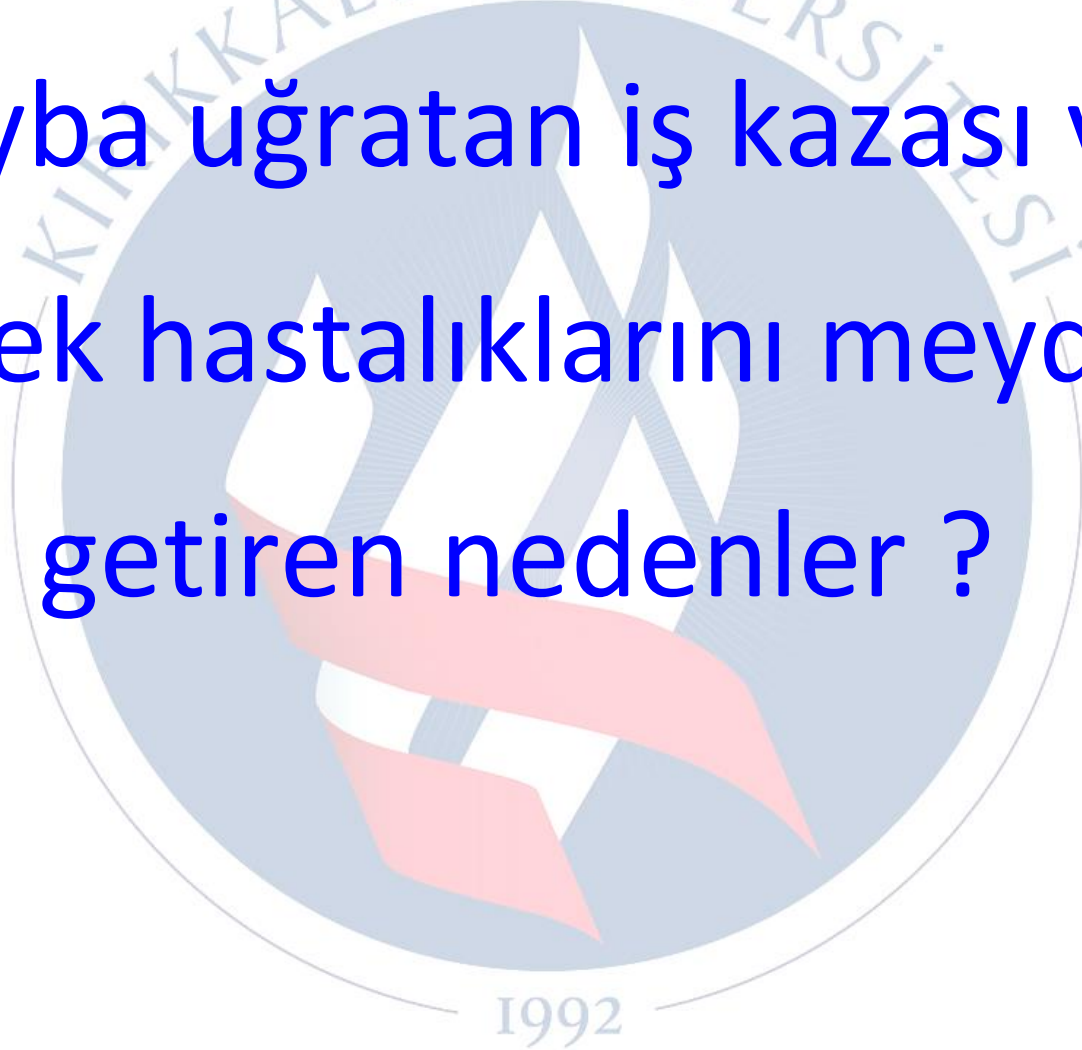 yba uğratan iş kazası v
ek hastalıklarını meyd
getiren nedenler ?
1992